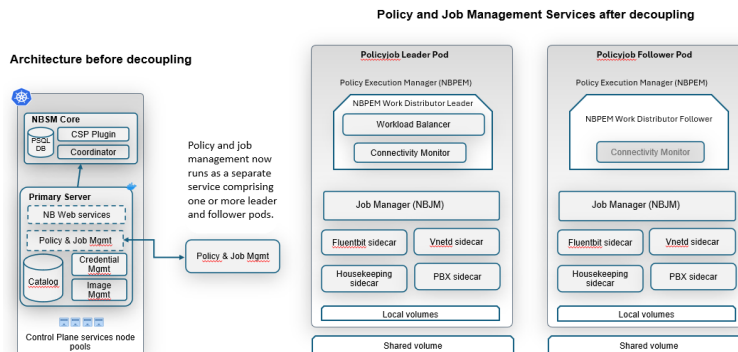 Policy and Job Management Services after decoupling
Architecture before decoupling
NBSM Core
PSQL
DB
CSP Plugin
Coordinator
Primary Server
NB Web services
Policy & Job Mgmt
Catalog
Credential
Mgmt
Image
Mgmt
Control Plane services node
pools
Policy and job
management now
runs as a separate
service comprising
one or more leader
and follower pods.
Policy & Job Mgmt
Policyjob Leader Pod
Policy Execution Manager (NBPEM)
NBPEM Work Distributor Leader
Workload Balancer
Connectivity Monitor
Job Manager (NBJM)
Fluentbit sidecar
Vnetd sidecar
Housekeeping
sidecar
PBX sidecar
Local volumes
Shared volume
Policyjob Follower Pod
Policy Execution Manager (NBPEM)
NBPEM Work Distributor Follower
Connectivity Monitor
Job Manager (NBJM)
Fluentbit sidecar
Vnetd sidecar
Housekeeping
sidecar
PBX sidecar
Local volumes
Shared volume